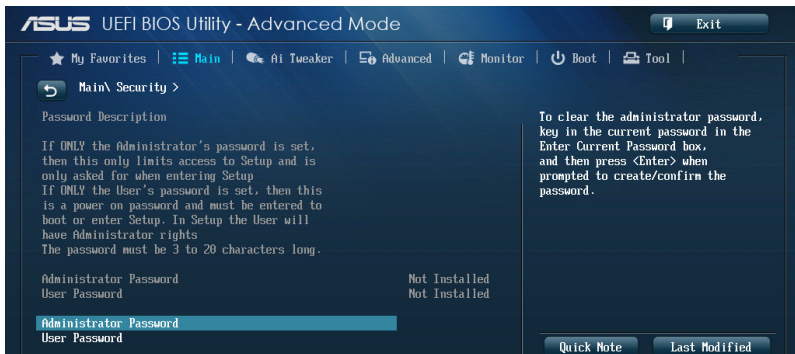 ASUS UEFI BIOS Utility - Advanced Mode
Exit
My Favorites | Main | Ai Tweaker | Advanced | Monitor | Boot | Tool |
Main\ Security >
Password Description
If ONLY the Administrator's password is set,
then this only limits access to Setup and is
only asked for when entering Setup
If ONLY the User's password is set, then this
is a power on password and must be entered to
boot or enter Setup. In Setup the User will
have Administrator rights
The password must be 3 to 20 characters long.
Administrator Password Not Installed
User Password Not Installed
Administrator Password
User Password
To clear the administrator password,
key in the current password in the
Enter Current Password box,
and then press <Enter> when
prompted to create/confirm the
password.
Quick Note
Last Modified